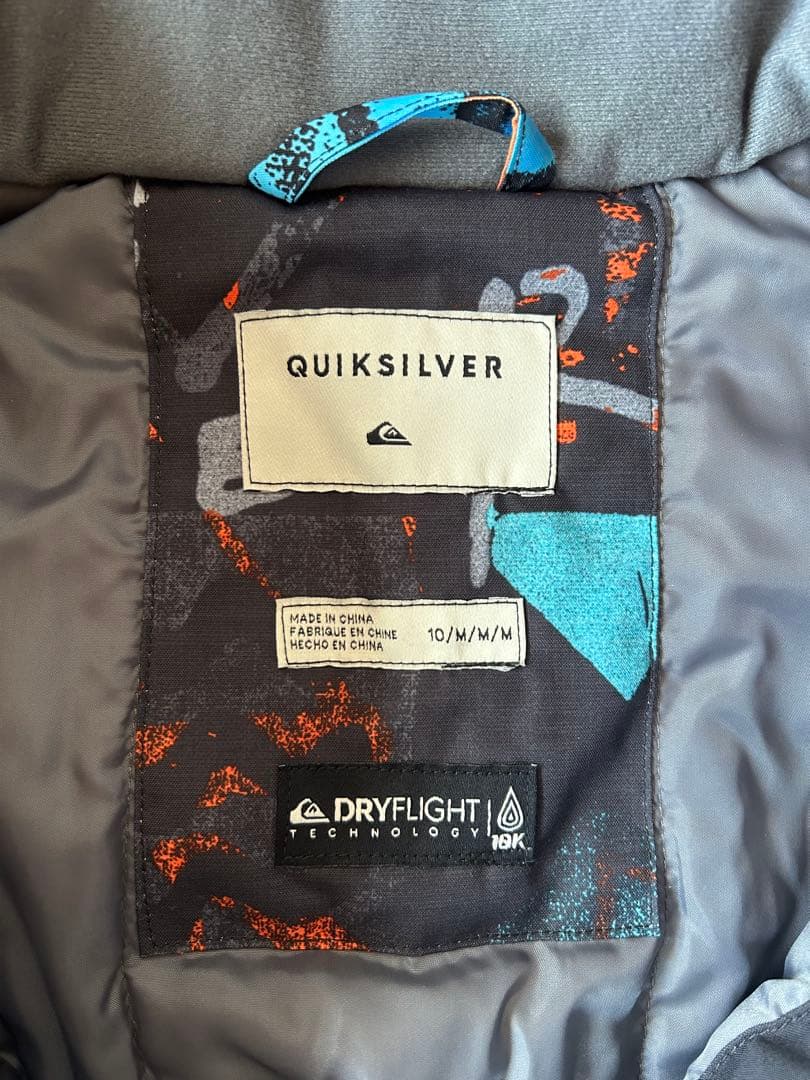 QUIKSILVER
MADE IN CHINA
FABRIQUE EN CHINE
HECHO EN CHINA
10/M/M/M
DRYFLIGHT
TECHNOLOGY
10K